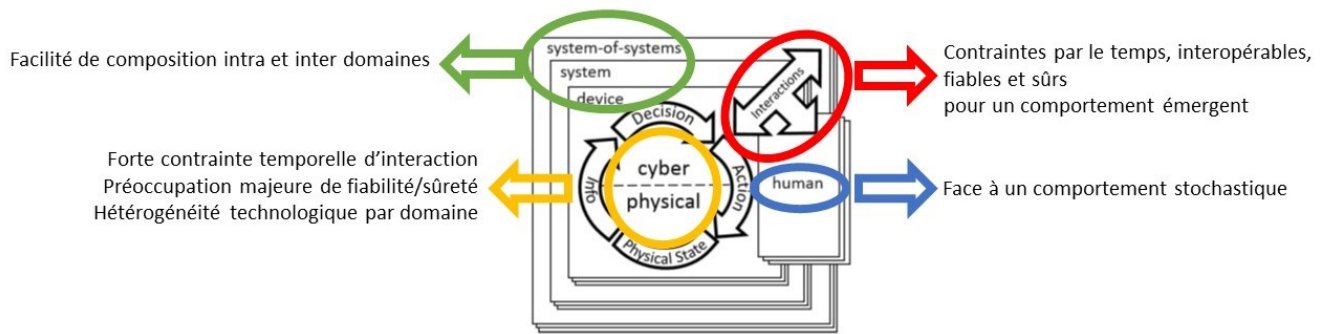 Facilité de composition intra et inter domaines
Forte contrainte temporelle d'interaction
Préoccupation majeure de fiabilité/sûreté
Hétérogénéité technologique par domaine
system-of-systems
system
device
Decision
Info
cyber
physical
Action
Physical State
Interactions
human
Contraintes par le temps, interopérables,
fiables et sûrs
pour un comportement émergent
Face à un comportement stochastique